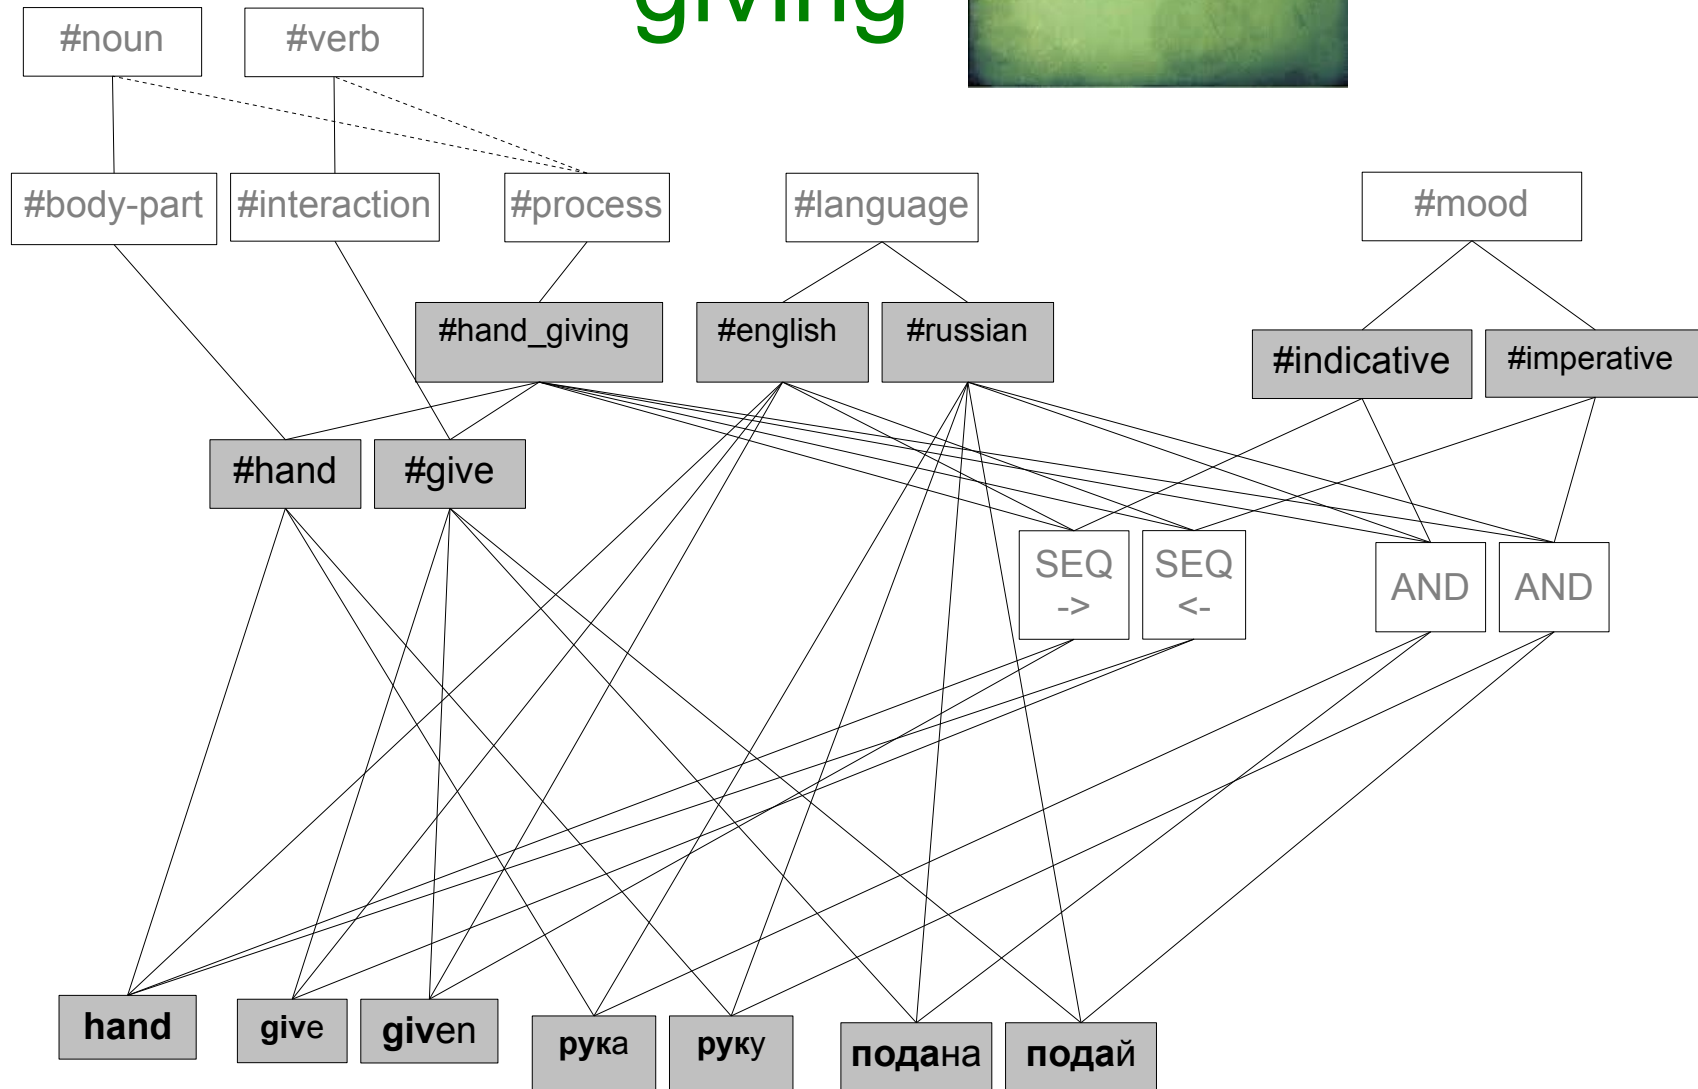 giving
#noun
#verb
#body-part
#interaction
#process
#language
#mood
#hand_giving
#english
#russian
#indicative
#imperative
#hand
#give
SEQ
->
SEQ
<-
AND
AND
hand
give
given
рука
руку
подана
подай